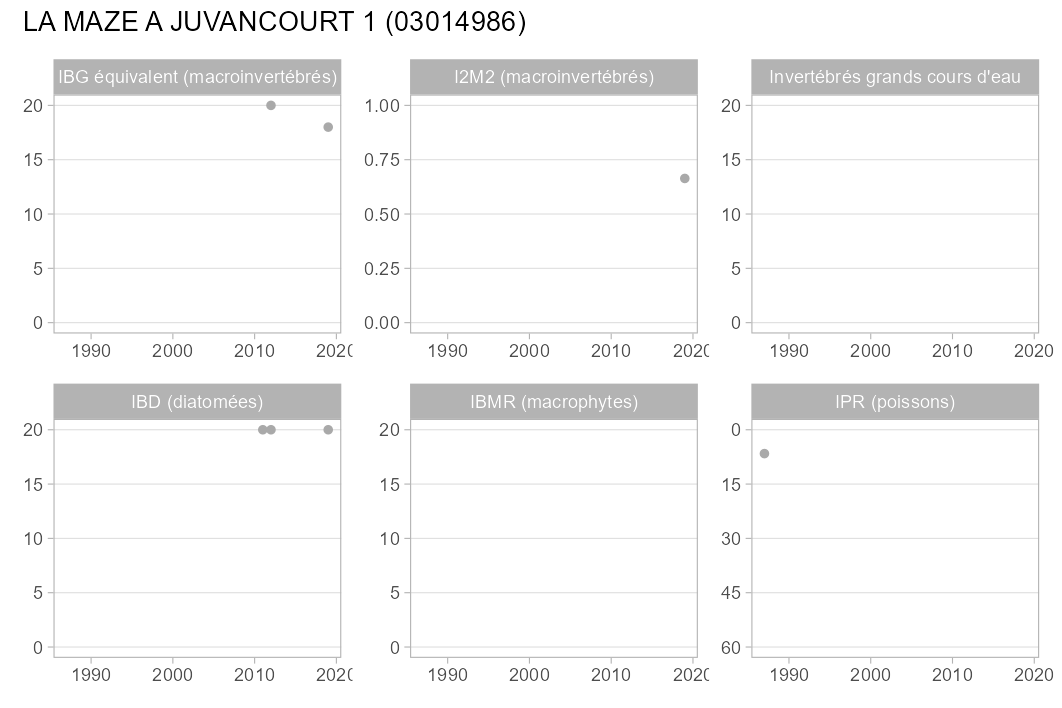 LA MAZE A JUVANCOURT 1 (03014986)
IBG équivalent (macroinvertébrés)
I2M2 (macroinvertébrés)
Invertébrés grands cours d'eau
20
15
10
5
0
1990 2000 2010 2020
1.00
0.75
0.50
0.25
0.00
1990 2000 2010 2020
20
15
10
5
0
1990 2000 2010 2020
IBD (diatomées)
IBMR (macrophytes)
IPR (poissons)
20
15
10
5
0
1990 2000 2010 2020
20
15
10
5
0
1990 2000 2010 2020
0
15
30
45
60
1990 2000 2010 2020